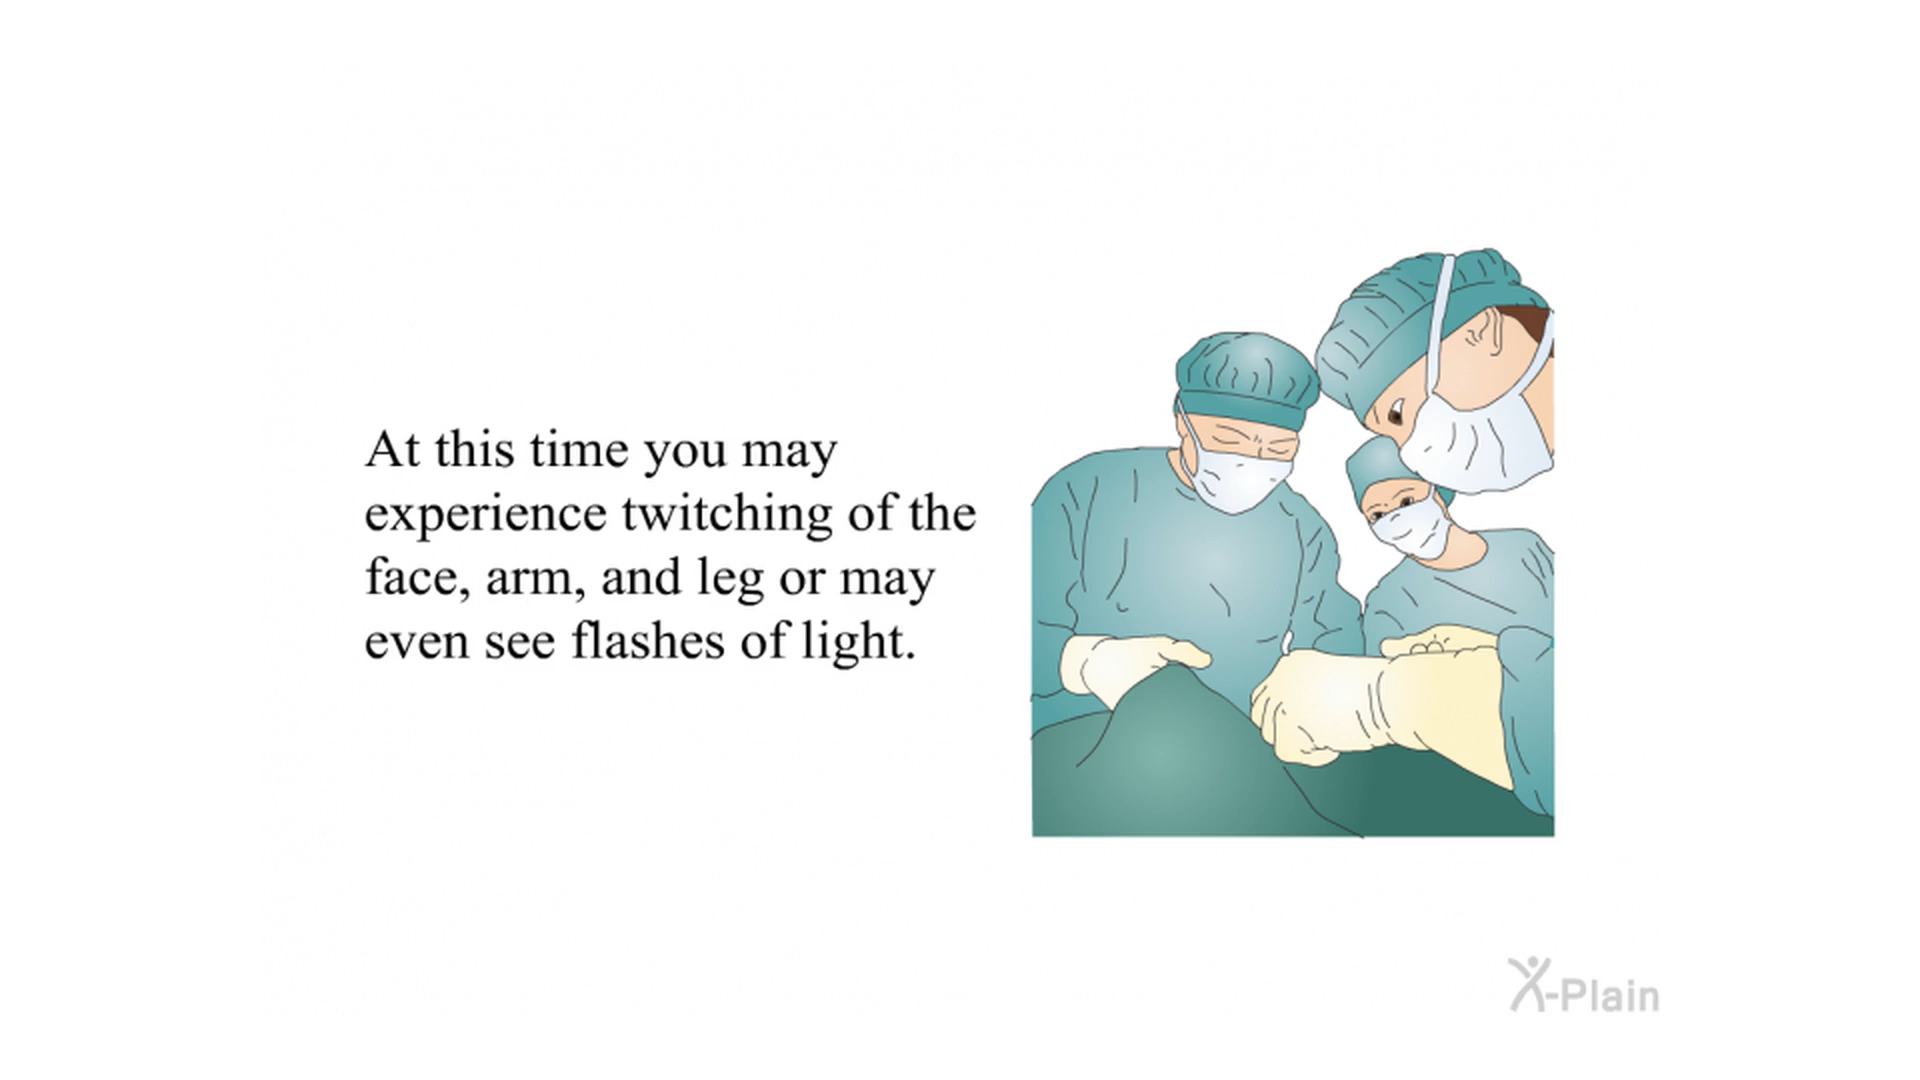 At this time you may
experience twitching of the
face, arm, and leg or may
even see flashes of light.
X-Plain